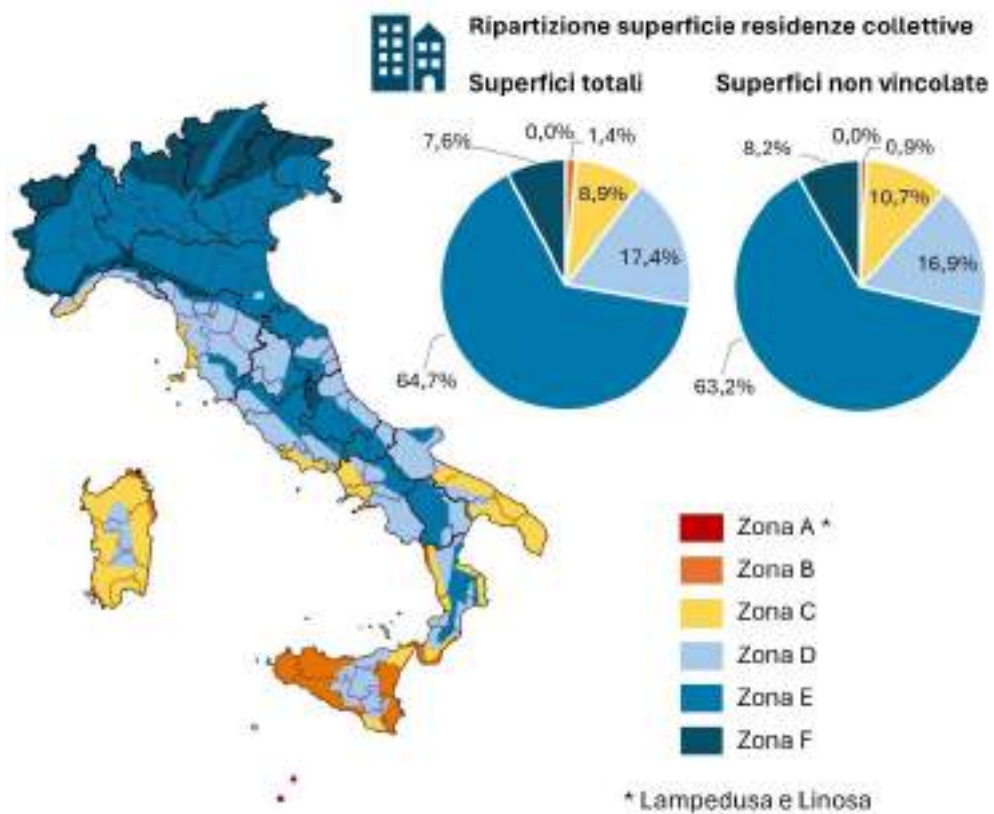 Ripartizione superficie residenze collettive
Superfici totali
Superfici non vincolate
7,6%
0,0%
1,4%
8,9%
17,4%
64,7%
8,2%
0,0%
0,9%
10,7%
16,9%
63,2%
Zona A *
Zona B
Zona C
Zona D
Zona E
Zona F
* Lampedusa e Linosa